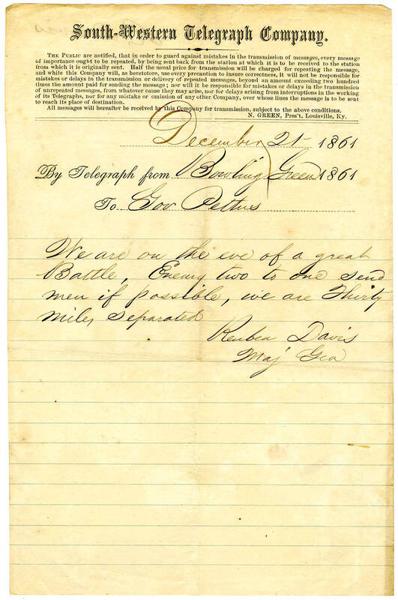 South-Western Telegraph Company.
THE PUBLIC are notified, that in order to guard against mistakes in the transmission of messages, every message
of importance ought to be repeated, by being sent back from the station at which it is to be received to the station
from which it is originally sent. Half the usual price for transmission will be charged for repeating the message,
and while this Company will, as heretofore, use every precaution to insure correctness, it will not be responsible for
mistakes or delays in the transmission or delivery of repeated messages, beyond an amount exceeding two hundred
times the amount paid for sending the message; nor will it be responsible for mistakes or delays in the transmission
of unrepeated messages, from whatever cause they may arise, nor for delays arising from interruptions in the working
of its Telegraphs, nor for any mistake or omission of any other Company, over whose lines the message is to be sent
to reach its place of destination.
All messages will hereafter be received by this Company for transmission, subject to the above conditions.
N. GREEN, Pres't, Louisville, Ky.
December 21 1861
By Telegraph from Bowling Green 1861
To Gov Pettus
We are on the eve of a great
Battle, Enemy two to one send
men if possible, we are Thirty
miles separated
Reuben Davis
Maj Gen